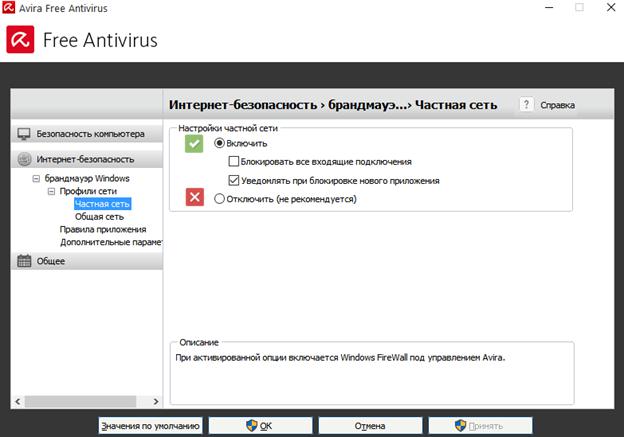 Avira Free Antivirus
Free Antivirus
Интернет-безопасность › брандмауэ...› Частная сеть
? Справка
Безопасность компьютера
Интернет-безопасность
брандмауэр Windows
Профили сети
Частная сеть
Общая сеть
Правила приложения
Дополнительные парамет
Общее
Настройки частной сети
Включить
Блокировать все входящие подключения
Уведомлять при блокировке нового приложения
Отключить (не рекомендуется)
Описание
При активированной опции включается Windows FireWall под управлением Avira.
Значения по умолчанию
OK
Отмена
Принять